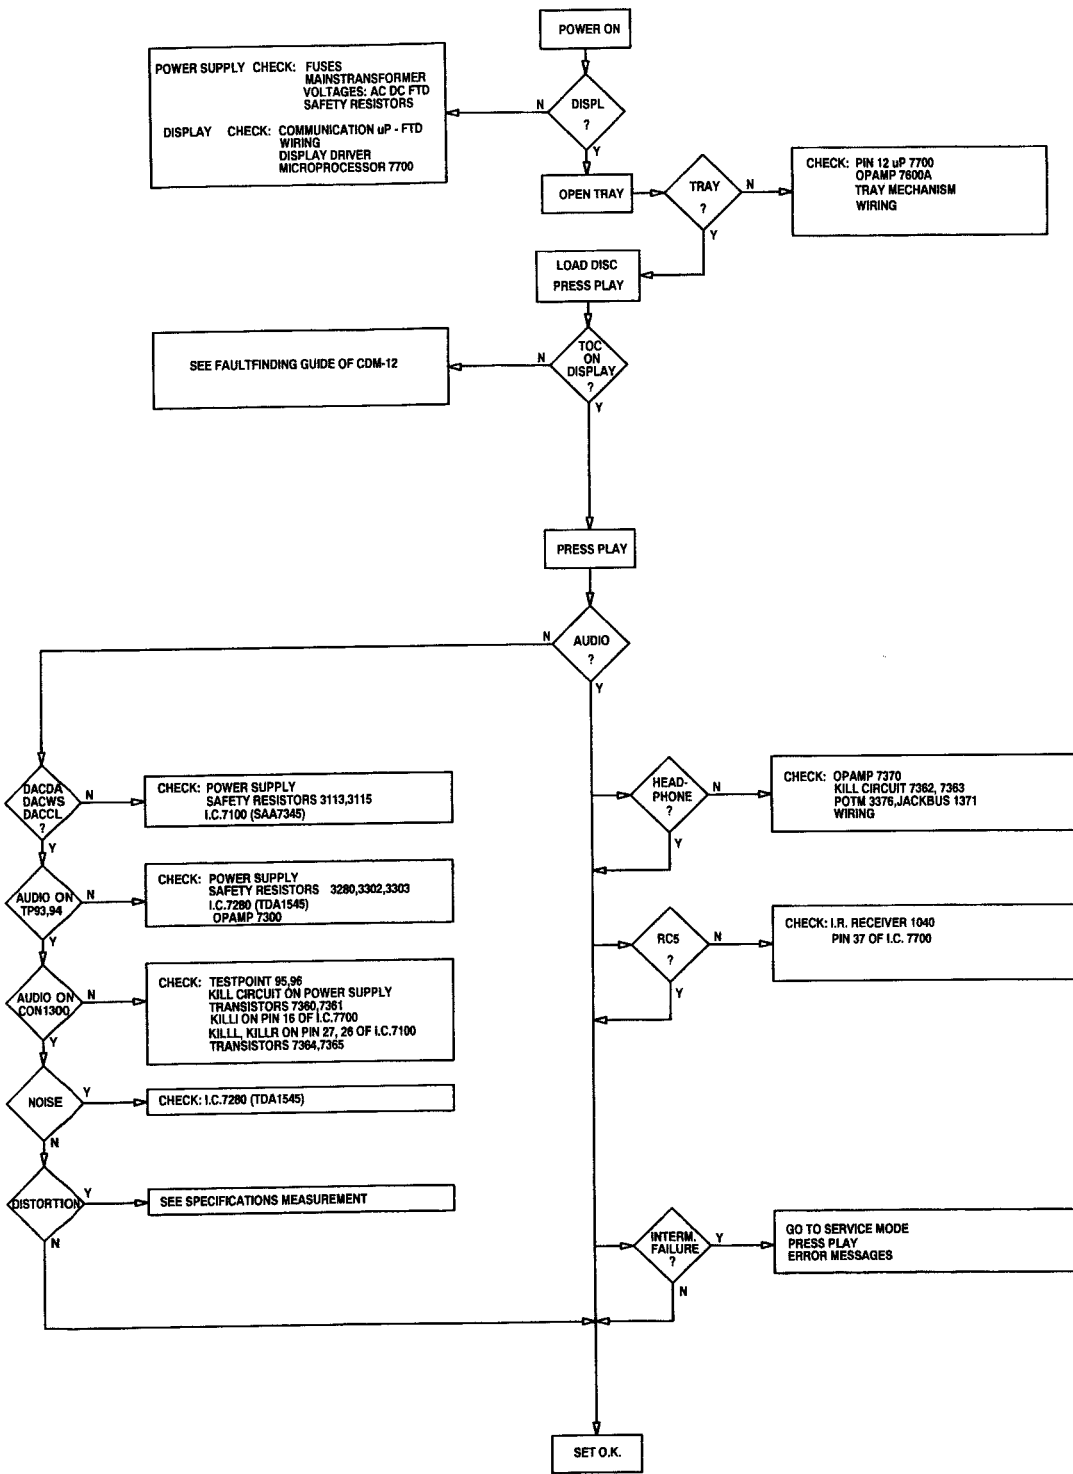 POWER ON
POWER SUPPLY CHECK: FUSES
MAINSTRANSFORMER
VOLTAGES: AC DC FTD
SAFETY RESISTORS
DISPLAY CHECK: COMMUNICATION uP - FTD
WIRING
DISPLAY DRIVER
MICROPROCESSOR 7700
N
DISPL
?
Y
OPEN TRAY
TRAY
?
N
Y
CHECK: PIN 12 uP 7700
OPAMP 7600A
TRAY MECHANISM
WIRING
LOAD DISC
PRESS PLAY
SEE FAULTFINDING GUIDE OF CDM-12
N
TOC
ON
DISPLAY
?
Y
PRESS PLAY
N
AUDIO
?
Y
DACDA
DACWS
DACCL
?
N
Y
CHECK: POWER SUPPLY
SAFETY RESISTORS 3113,3115
I.C.7100 (SAA7345)
AUDIO ON
TP93,94
N
Y
CHECK: POWER SUPPLY
SAFETY RESISTORS 3280,3302,3303
I.C.7280 (TDA1545)
OPAMP 7300
AUDIO ON
CON1300
N
Y
CHECK: TESTPOINT 95,96
KILL CIRCUIT ON POWER SUPPLY
TRANSISTORS 7360,7361
KILLI ON PIN 16 OF I.C.7700
KILLL, KILLR ON PIN 27, 26 OF I.C.7100
TRANSISTORS 7364,7365
NOISE
Y
N
CHECK: I.C.7280 (TDA1545)
DISTORTION
Y
N
SEE SPECIFICATIONS MEASUREMENT
HEAD-
PHONE
?
N
Y
CHECK: OPAMP 7370
KILL CIRCUIT 7362, 7363
POTM 3376,JACKBUS 1371
WIRING
RC5
?
N
Y
CHECK: I.R. RECEIVER 1040
PIN 37 OF I.C. 7700
INTERM.
FAILURE
?
Y
N
GO TO SERVICE MODE
PRESS PLAY
ERROR MESSAGES
SET O.K.